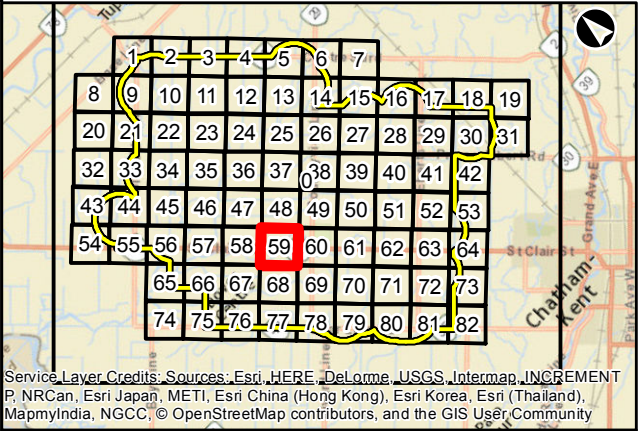 Tup
20
1 2 3 4 5 6 7
8 9 10 11 12 13 14 15 16 17 18 19
39
20 21 22 23 24 25 26 27 28 29 30 31
Rd
32 33 34 35 36 37 38 39 40 41 42
0
43 44 45 46 47 48 49 50 51 52 53
Grand Ave E
54 55 56 57 58 59 60 61 62 63 64
St Clair St
65 66 67 68 69 70 71 72 73
Chatham-
Kent
Park Ave W
74 75 76 77 78 79 80 81 82
Service Layer Credits: Sources: Esri, HERE, DeLorme, USGS, Intermap, INCREMENT
P, NRCan, Esri Japan, METI, Esri China (Hong Kong), Esri Korea, Esri (Thailand),
MapmyIndia, NGCC, © OpenStreetMap contributors, and the GIS User Community